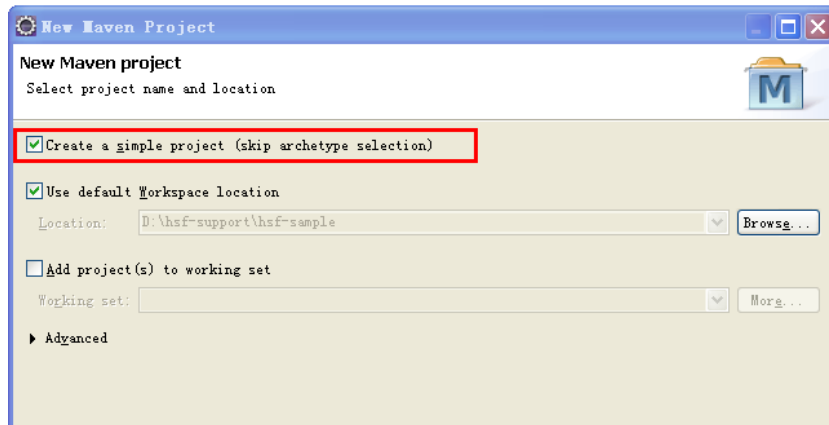 New Maven Project
New Maven project
Select project name and location
M
Create a simple project (skip archetype selection)
Use default Workspace location
Location: D:\hsf-support\hsf-sample Browse...
Add project(s) to working set
Working set: More...
Advanced